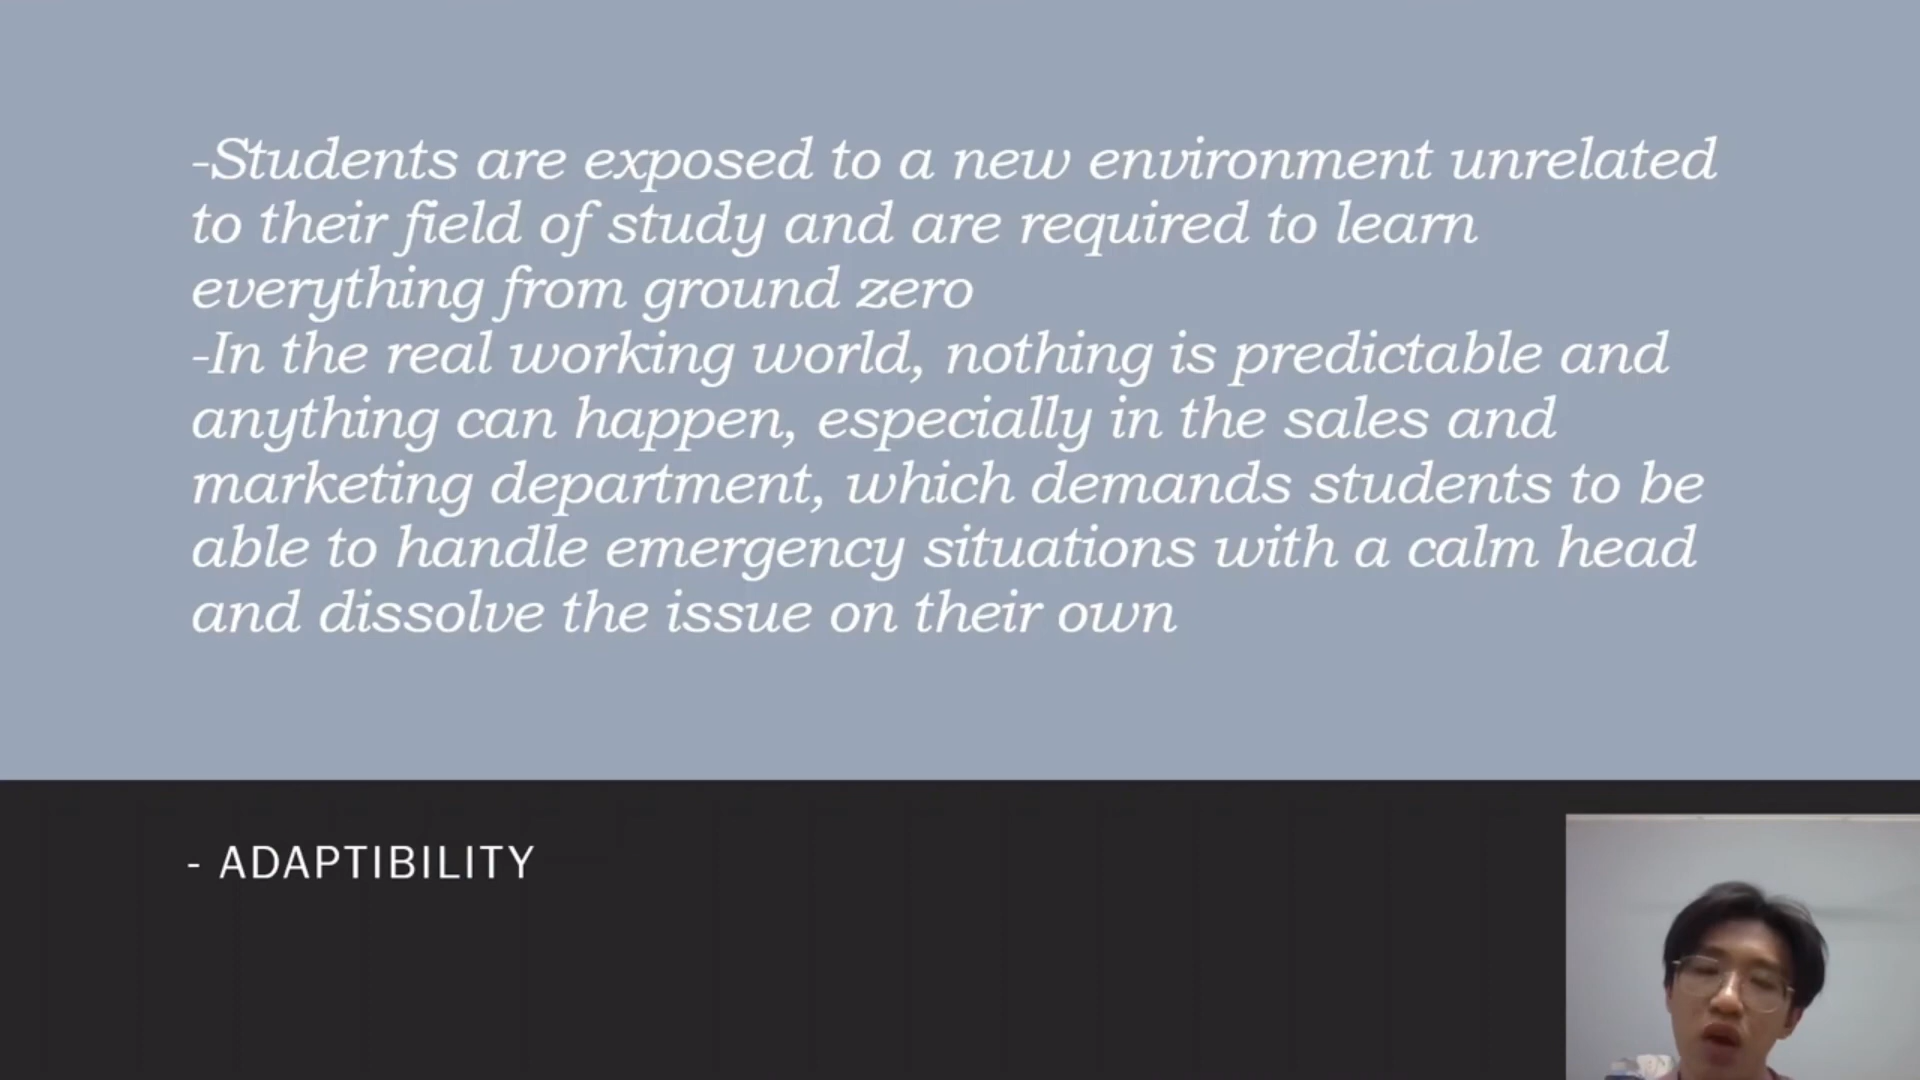 -Students are exposed to a new environment unrelated
to their field of study and are required to learn
everything from ground zero
-In the real working world, nothing is predictable and
anything can happen, especially in the sales and
marketing department, which demands students to be
able to handle emergency situations with a calm head
and dissolve the issue on their own
- ADAPTIBILITY